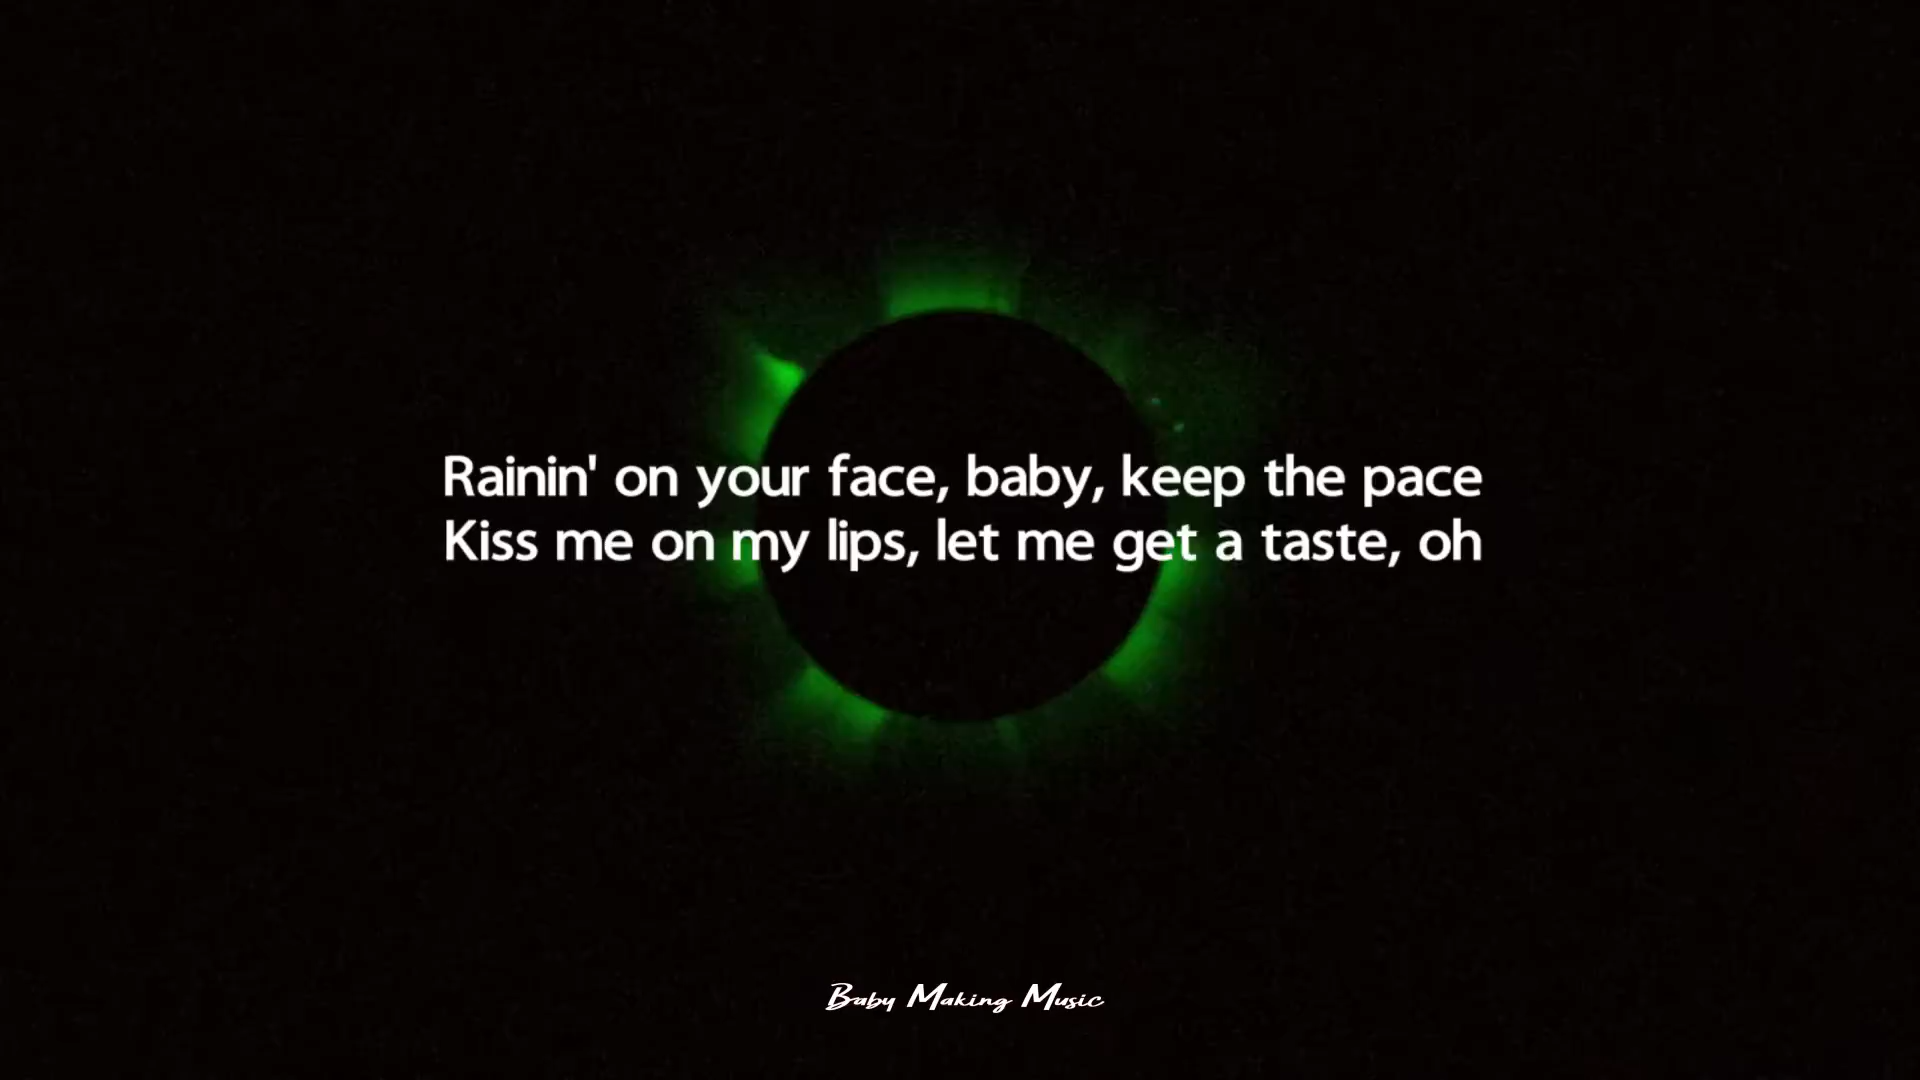 Rainin' on your face, baby, keep the pace
Kiss me on my lips, let me get a taste, oh
Baby Making Music